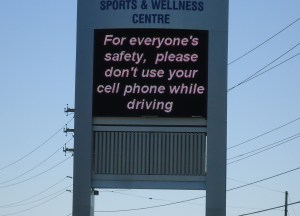 SPORTS & WELLNESS
CENTRE
For everyone's
safety, please
don't use your
cell phone while
driving